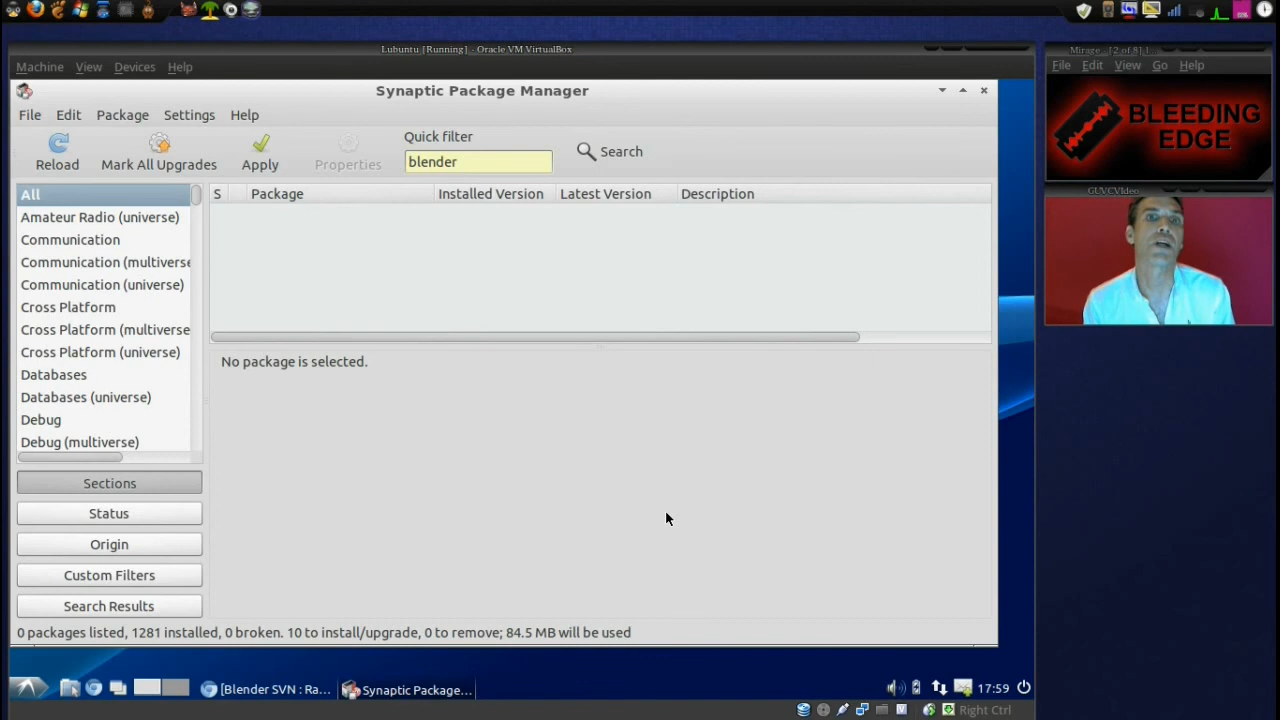 Lubuntu [Running] - Oracle VM VirtualBox
Machine View Devices Help
Synaptic Package Manager
File Edit Package Settings Help
Reload
Mark All Upgrades
Apply
Properties
Quick filter
blender
Search
All
Amateur Radio (universe)
Communication
Communication (multiverse
Communication (universe)
Cross Platform
Cross Platform (multiverse
Cross Platform (universe)
Databases
Databases (universe)
Debug
Debug (multiverse)
S Package Installed Version Latest Version Description
No package is selected.
Sections
Status
Origin
Custom Filters
Search Results
0 packages listed, 1281 installed, 0 broken. 10 to install/upgrade, 0 to remove; 84.5 MB will be used
[Blender SVN : Ra...
Synaptic Package...
17:59
Right Ctrl
Mirage - [2 of 8]
File Edit View Go Help
BLEEDING
EDGE
GUVCVideo